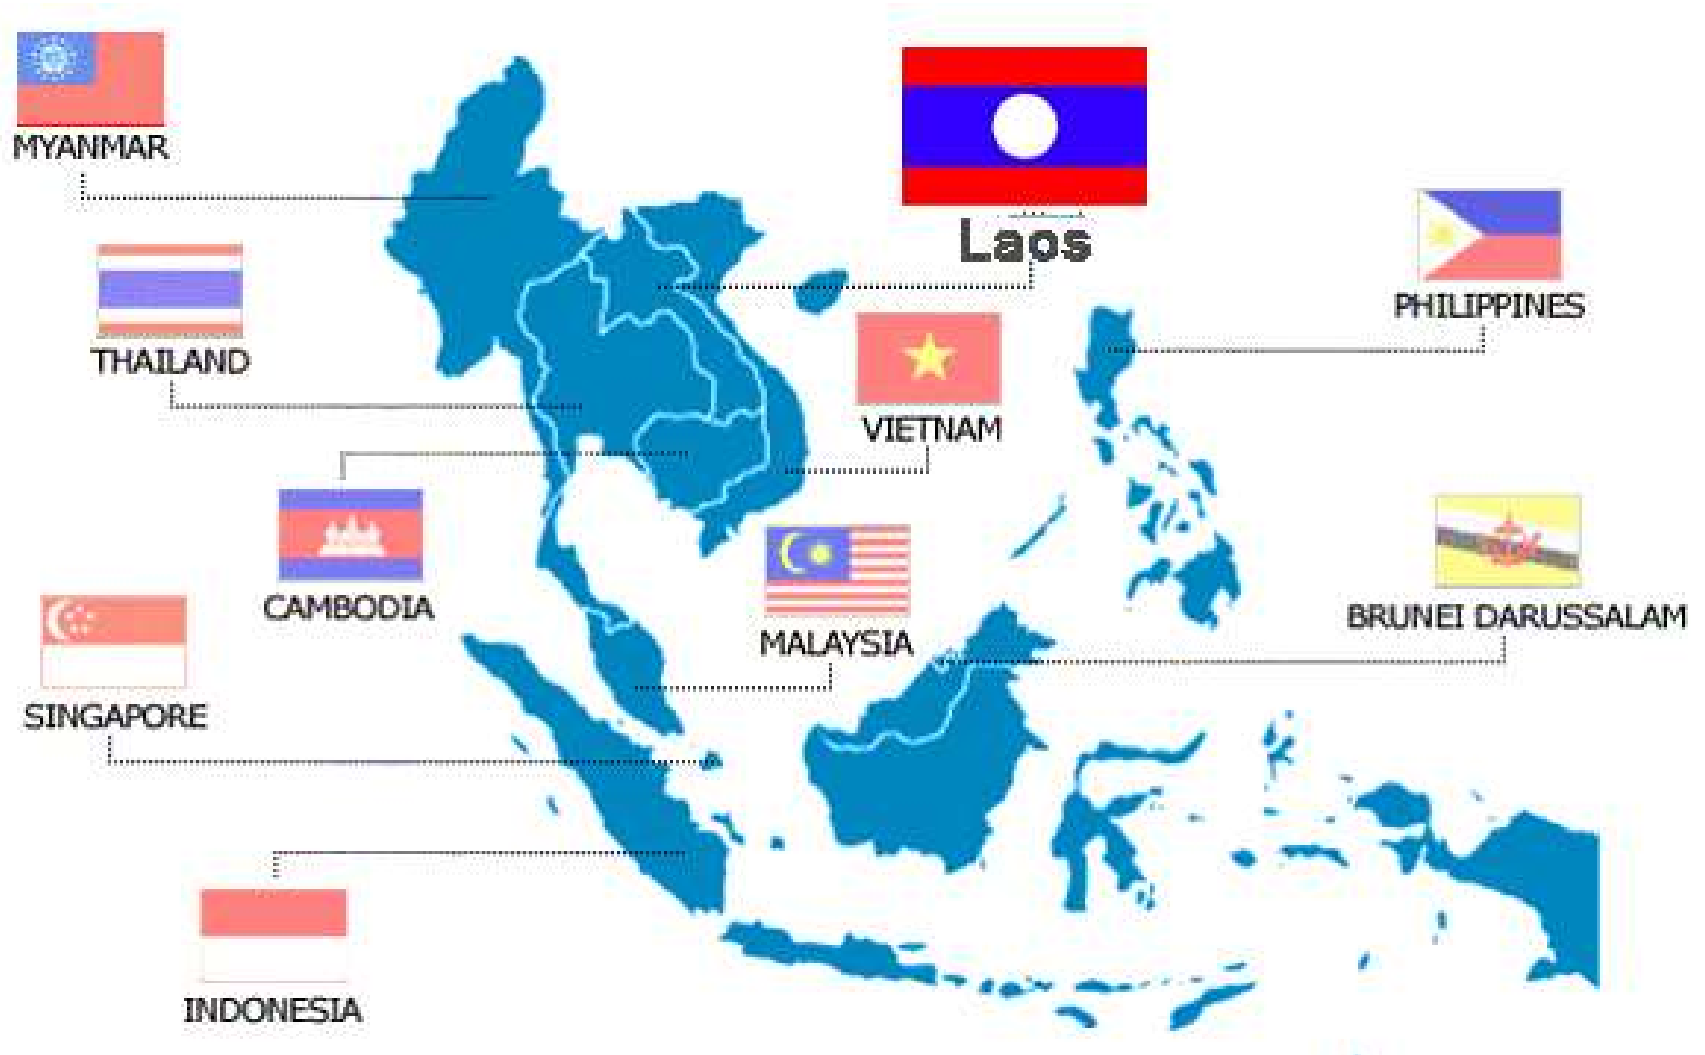 MYANMAR
Laos
PHILIPPINES
THAILAND
VIETNAM
CAMBODIA
MALAYSIA
BRUNEI DARUSSALAM
SINGAPORE
INDONESIA